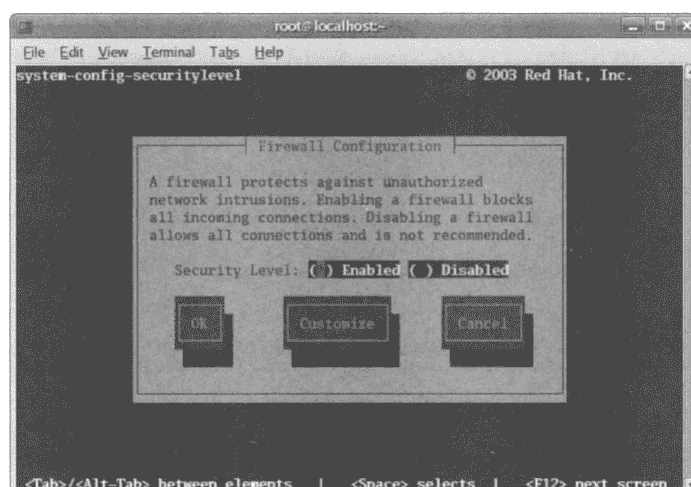 root@localhost:~
File Edit View Terminal Tabs Help
system-config-securitylevel © 2003 Red Hat, Inc.
Firewall Configuration
A firewall protects against unauthorized
network intrusions. Enabling a firewall blocks
all incoming connections. Disabling a firewall
allows all connections and is not recommended.
Security Level: ( ) Enabled ( ) Disabled
OK Customize Cancel
<Tab>/<Alt-Tab> between elements | <Space> selects | <F12> next screen